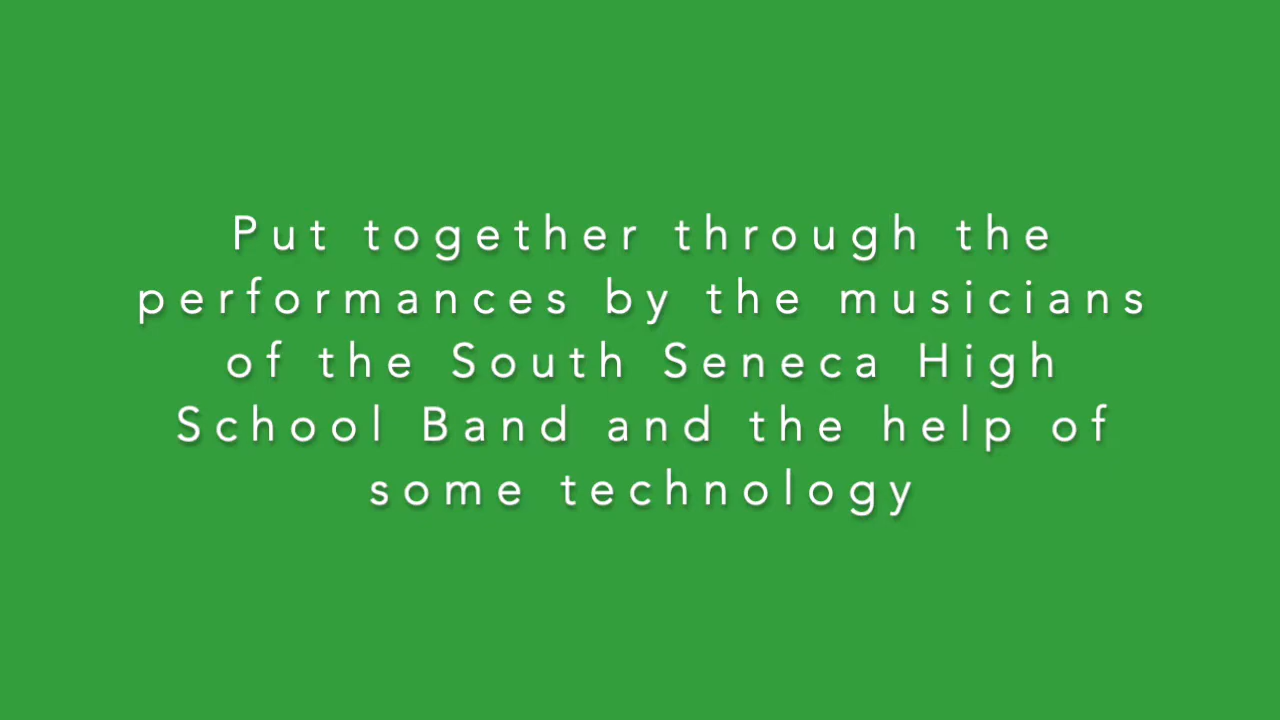 Put together through the
performances by the musicians
of the South Seneca High
School Band and the help of
some technology